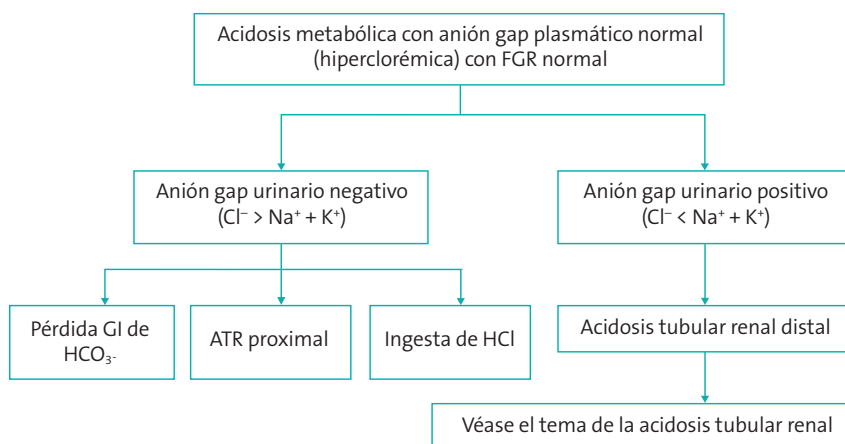 Acidosis metabólica con anión gap plasmático normal
(hiperclorémica) con FGR normal
Anión gap urinario negativo
(Cl⁻ > Na⁺ + K⁺)
Anión gap urinario positivo
(Cl⁻ < Na⁺ + K⁺)
Pérdida GI de
HCO₃-
ATR proximal
Ingesta de HCl
Acidosis tubular renal distal
Véase el tema de la acidosis tubular renal